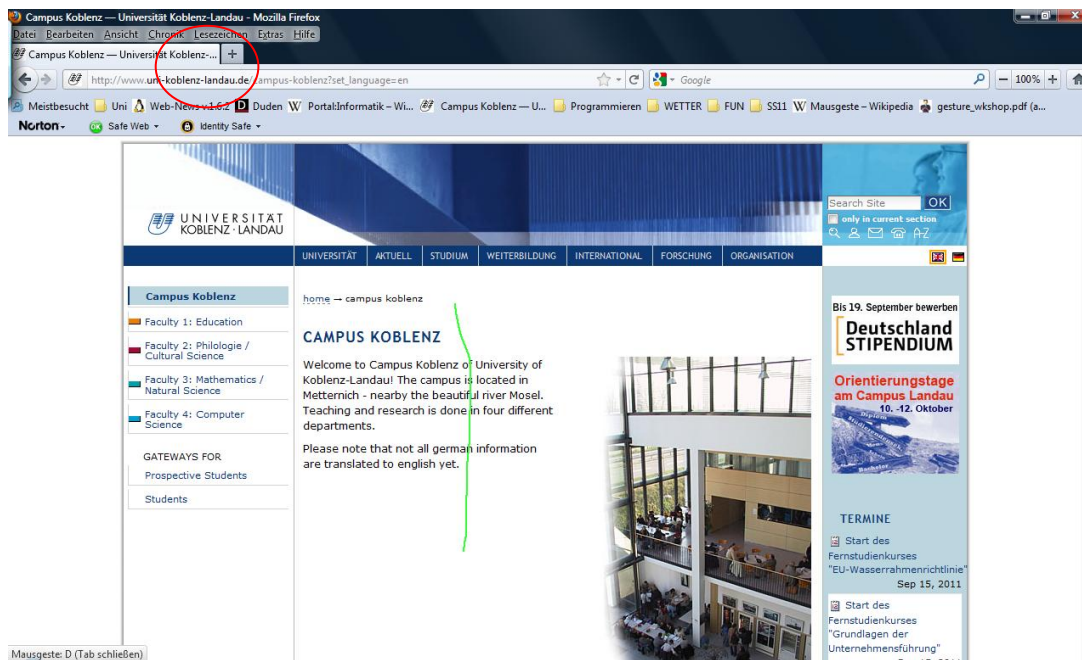 Campus Koblenz — Universität Koblenz-Landau - Mozilla Firefox
Datei Bearbeiten Ansicht Chronik Lesezeichen Extras Hilfe
Campus Koblenz — Universität Koblenz-... +
http://www.uni-koblenz-landau.de/campus-koblenz?set_language=en
Google
100%
Meistbesucht Uni Web-News v.1.6.2 Duden Portal:Informatik – Wi... Campus Koblenz — U... Programmieren WETTER FUN SS11 Mausgeste – Wikipedia gesture_wkshop.pdf (a...
Norton Safe Web Identity Safe
UNIVERSITÄT
KOBLENZ · LANDAU
Search Site OK
only in current section
A-Z
UNIVERSITÄT AKTUELL STUDIUM WEITERBILDUNG INTERNATIONAL FORSCHUNG ORGANISATION
Campus Koblenz
Faculty 1: Education
Faculty 2: Philologie /
Cultural Science
Faculty 3: Mathematics /
Natural Science
Faculty 4: Computer
Science
GATEWAYS FOR
Prospective Students
Students
home → campus koblenz
CAMPUS KOBLENZ
Welcome to Campus Koblenz of University of
Koblenz-Landau! The campus is located in
Metternich - nearby the beautiful river Mosel.
Teaching and research is done in four different
departments.
Please note that not all german information
are translated to english yet.
Bis 19. September bewerben
Deutschland
STIPENDIUM
Orientierungstage
am Campus Landau
10. -12. Oktober
TERMINE
Start des
Fernstudienkurses
"EU-Wasserrahmenrichtlinie"
Sep 15, 2011
Start des
Fernstudienkurses
"Grundlagen der
Unternehmensführung"
Mausgeste: D (Tab schließen)